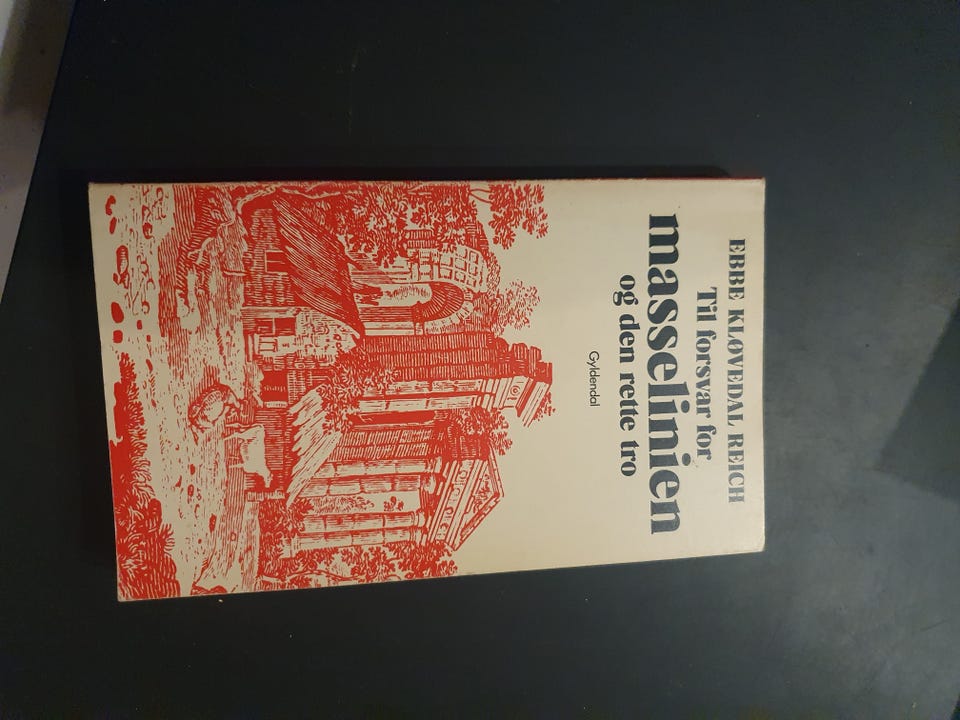 EBBE KLØVEDAL REICH
Til forsvar for
masselinien
og den rette tro
Gyldendal